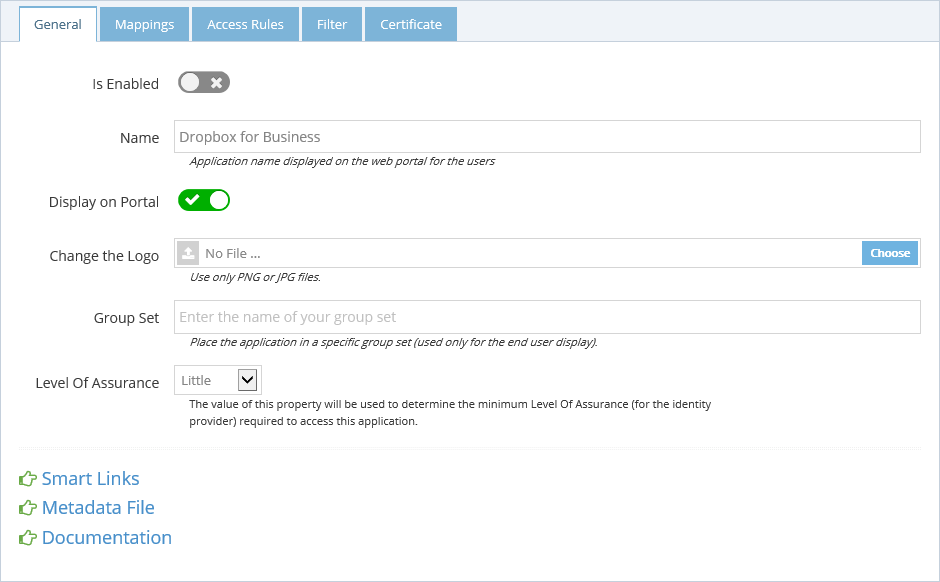 General Mappings Access Rules Filter Certificate
Is Enabled
Name Dropbox for Business
Application name displayed on the web portal for the users
Display on Portal
Change the Logo No File ... Choose
Use only PNG or JPG files.
Group Set Enter the name of your group set
Place the application in a specific group set (used only for the end user display).
Level Of Assurance Little
The value of this property will be used to determine the minimum Level Of Assurance (for the identity
provider) required to access this application.
Smart Links
Metadata File
Documentation